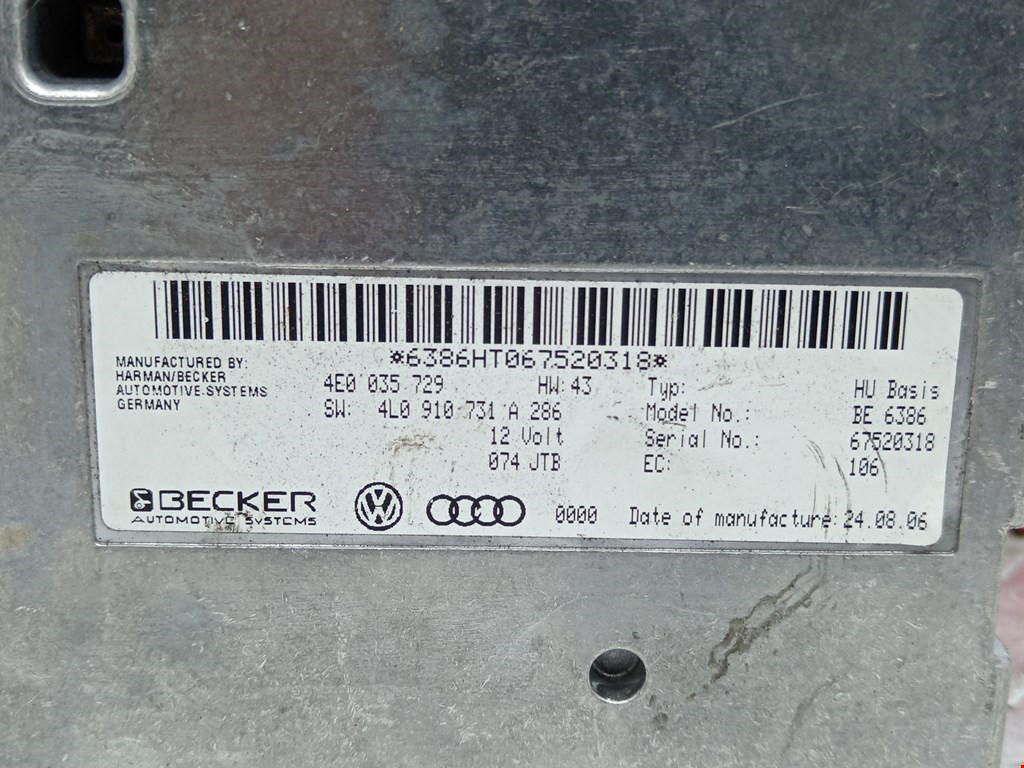 *6386HT067520318*
MANUFACTURED BY:
HARMAN/BECKER
AUTOMOTIVE.SYSTEMS
GERMANY
4E0 035 729 HW:43
SW: 4L0 910 731 A 286
12 Volt
074 JTB
Typ: HU Basis
Model No.: BE 6386
Serial No.: 67520318
EC: 106
BECKER
AUTOMOTIVE SYSTEMS
VW
0000 Date of manufacture: 24.08.06